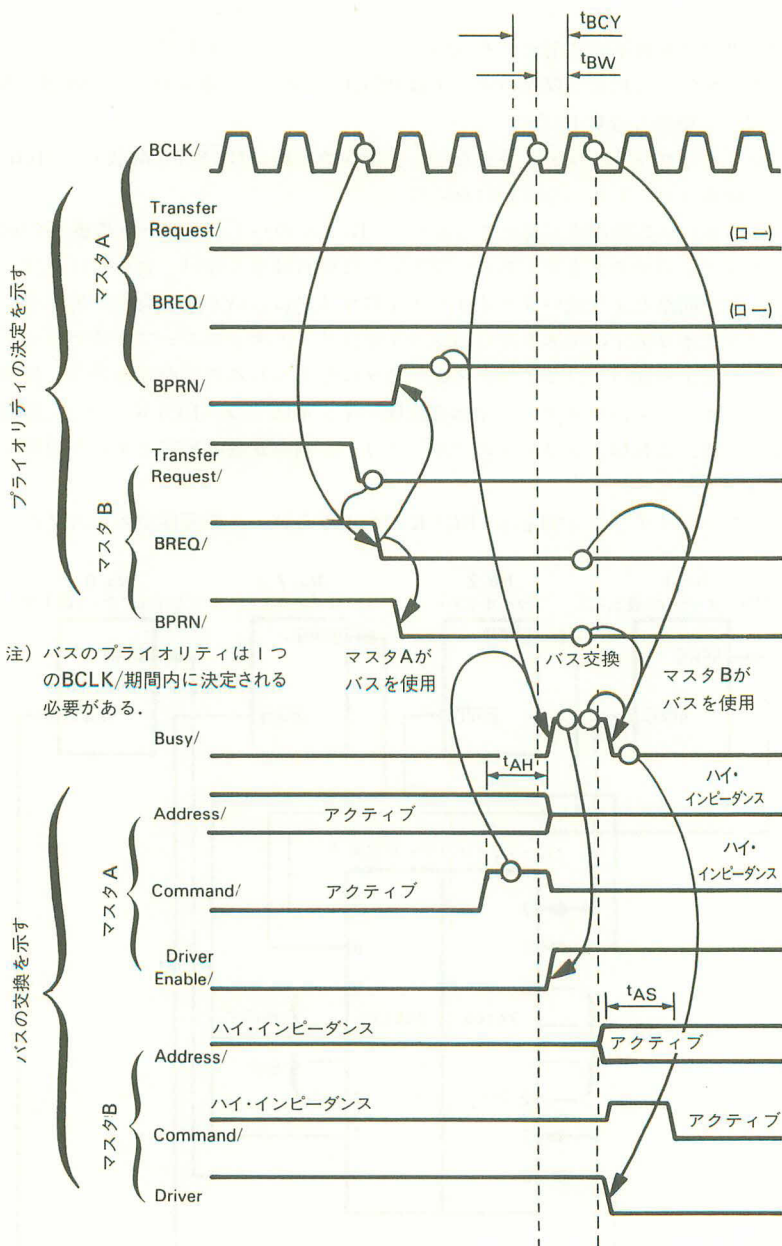 tBCY
tBW
プライオリティの決定を示す
マスタA
BCLK/
Transfer
Request/
(ロー)
BREQ/
(ロー)
BPRN/
マスタB
Transfer
Request/
BREQ/
BPRN/
注) バスのプライオリティは1つ
のBCLK/期間内に決定される
必要がある.
マスタAが
バスを使用
バス交換
マスタBが
バスを使用
Busy/
tAH
バスの交換を示す
マスタA
Address/
アクティブ
ハイ・
インピーダンス
Command/
アクティブ
ハイ・
インピーダンス
Driver
Enable/
tAS
マスタB
ハイ・インピーダンス
Address/
アクティブ
ハイ・インピーダンス
Command/
アクティブ
Driver